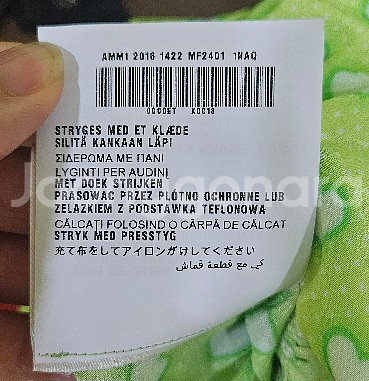 AMM1 2016 1422 MF2401 1NAQ
0060ET K0018
STRYGES MED ET KLÆDE
SILITÄ KANKAAN LÄPI
ΣΙΔΕΡΩΜΑ ΜΕ ΠΑΝΙ
LYGINTI PER AUDINĮ
MET DOEK STRIJKEN
PRASOWAĆ PRZEZ PŁÓTNO OCHRONNE LUB
ŻELAZKIEM Z PODSTAWKĄ TEFLONOWĄ
CĂLCAȚI FOLOSIND O CÂRPĂ DE CĂLCAT
STRYK MED PRESSTYG
充て布をしてアイロンがけしてください
كي مع قطعة قماش